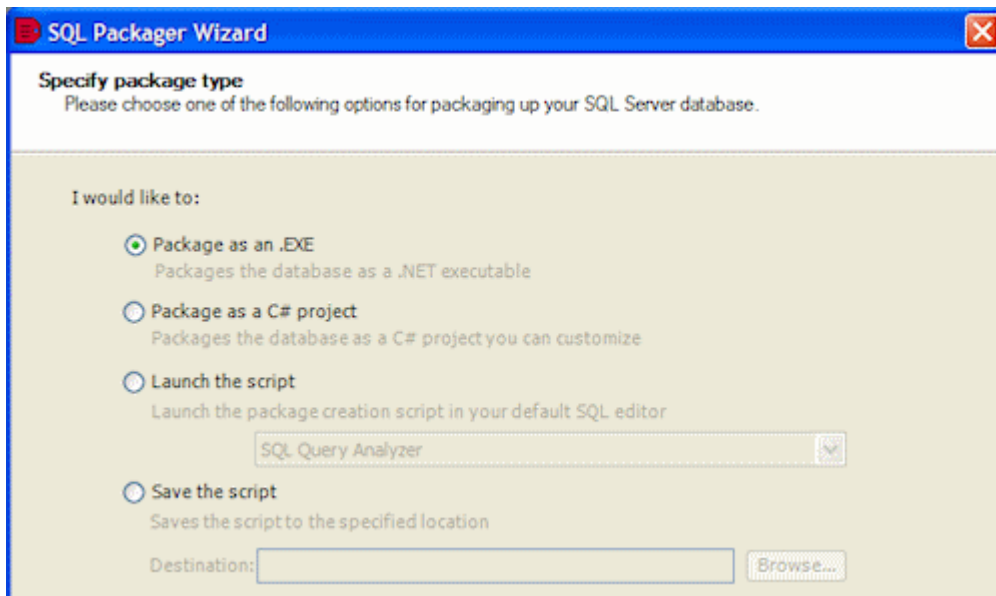 SQL Packager Wizard
Specify package type
Please choose one of the following options for packaging up your SQL Server database.
I would like to:
Package as an .EXE
Packages the database as a .NET executable
Package as a C# project
Packages the database as a C# project you can customize
Launch the script
Launch the package creation script in your default SQL editor
SQL Query Analyzer
Save the script
Saves the script to the specified location
Destination:
Browse...